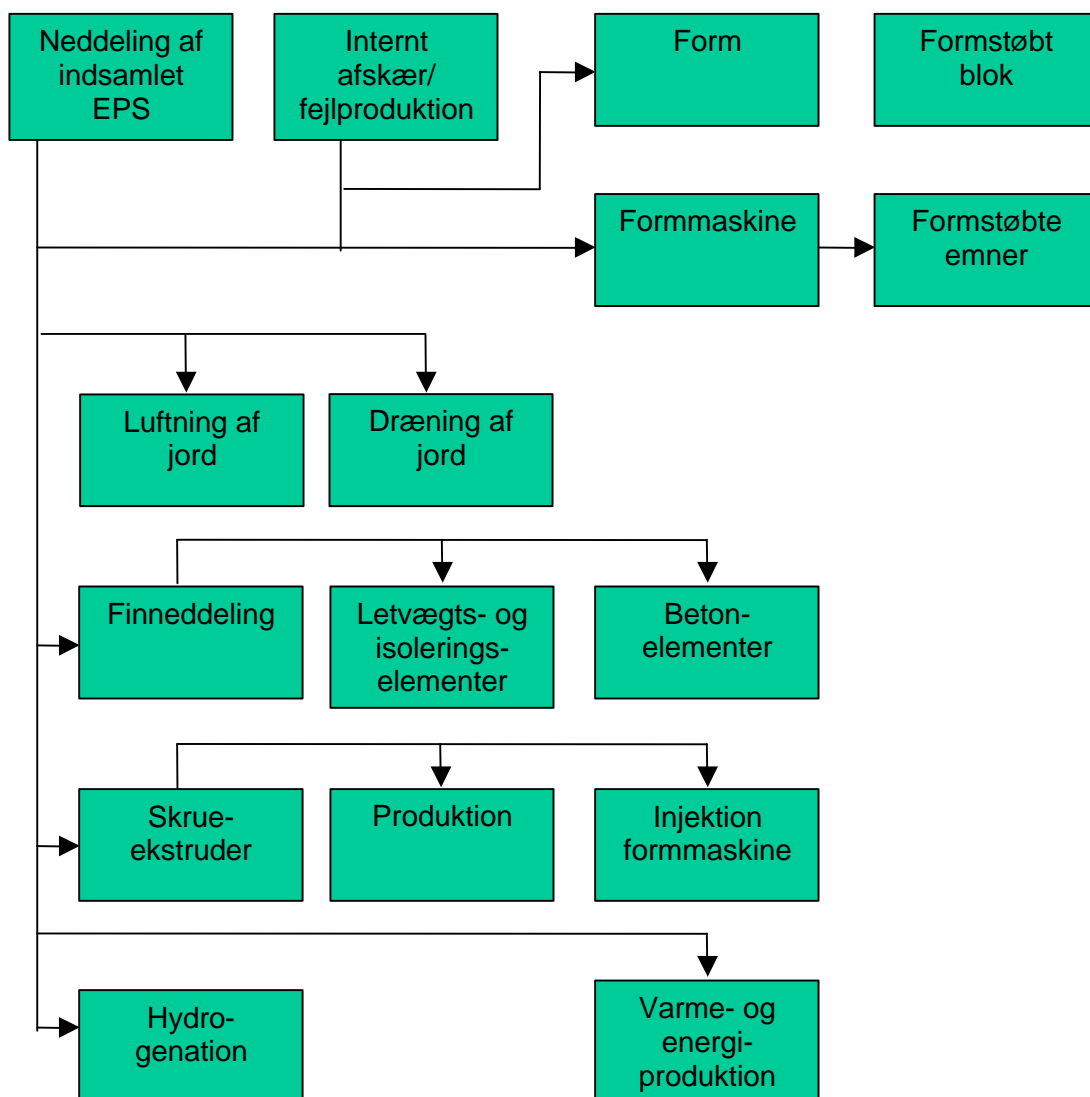 Neddeling af
indsamlet
EPS
Internt
afskær/
fejlproduktion
Form
Formstøbt
blok
Formmaskine
Formstøbte
emner
Luftning af
jord
Dræning af
jord
Finneddeling
Letvægts- og
isolerings-
elementer
Beton-
elementer
Skrue-
ekstruder
Produktion
Injektion
formmaskine
Hydro-
genation
Varme- og
energi-
produktion